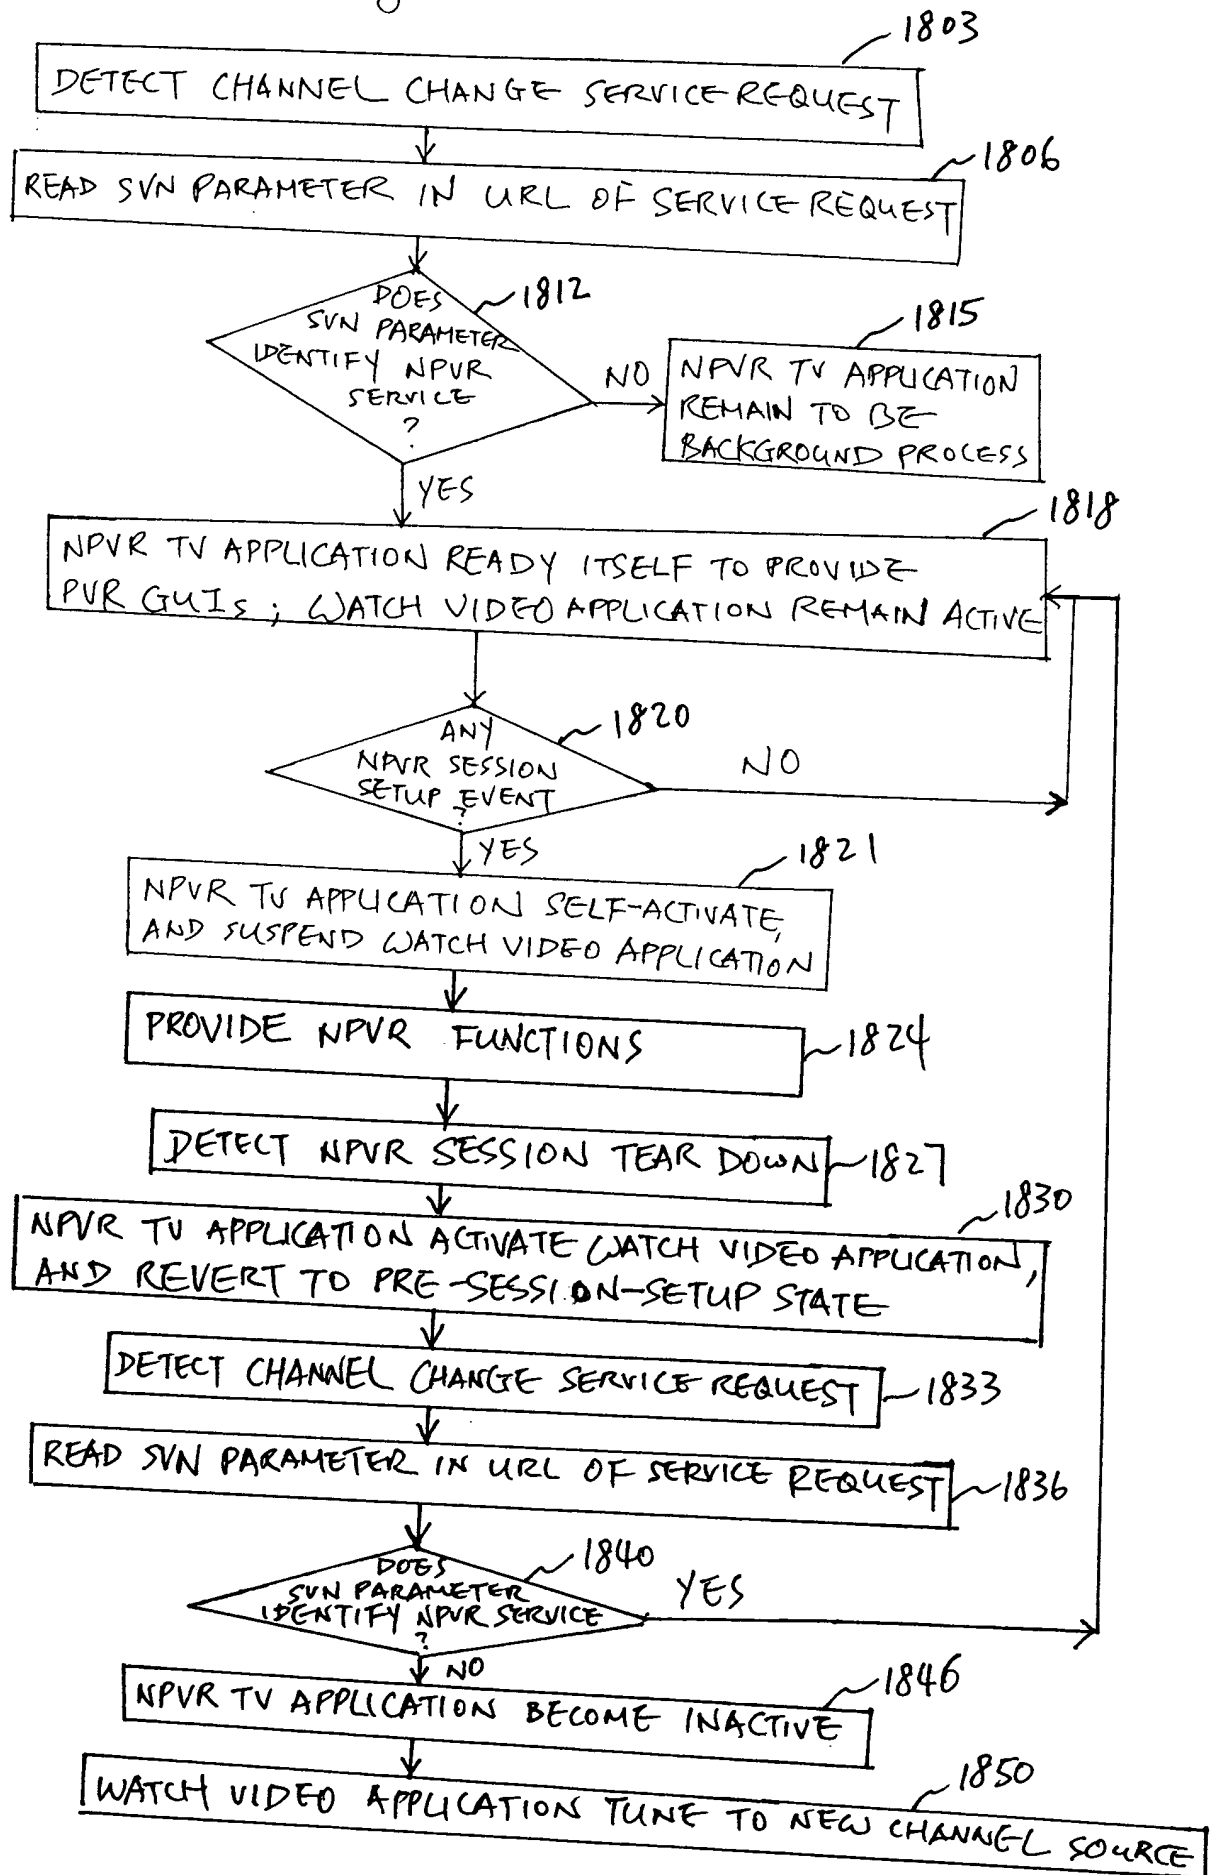 1803
DETECT CHANNEL CHANGE SERVICE REQUEST
1806
READ SVN PARAMETER IN URL OF SERVICE REQUEST
1812
DOES
SVN PARAMETER
IDENTIFY NPVR
SERVICE
?
NO
1815
NPVR TV APPLICATION
REMAIN TO BE
BACKGROUND PROCESS
YES
1818
NPVR TV APPLICATION READY ITSELF TO PROVIDE
PVR GUIs; WATCH VIDEO APPLICATION REMAIN ACTIVE
1820
ANY
NPVR SESSION
SETUP EVENT
?
NO
YES
1821
NPVR TV APPLICATION SELF-ACTIVATE,
AND SUSPEND WATCH VIDEO APPLICATION
PROVIDE NPVR FUNCTIONS
1824
DETECT NPVR SESSION TEAR DOWN
1827
1830
NPVR TV APPLICATION ACTIVATE WATCH VIDEO APPLICATION,
AND REVERT TO PRE-SESSION-SETUP STATE
DETECT CHANNEL CHANGE SERVICE REQUEST
1833
READ SVN PARAMETER IN URL OF SERVICE REQUEST
1836
1840
DOES
SVN PARAMETER
IDENTIFY NPVR SERVICE
?
YES
NO
1846
NPVR TV APPLICATION BECOME INACTIVE
1850
WATCH VIDEO APPLICATION TUNE TO NEW CHANNEL SOURCE